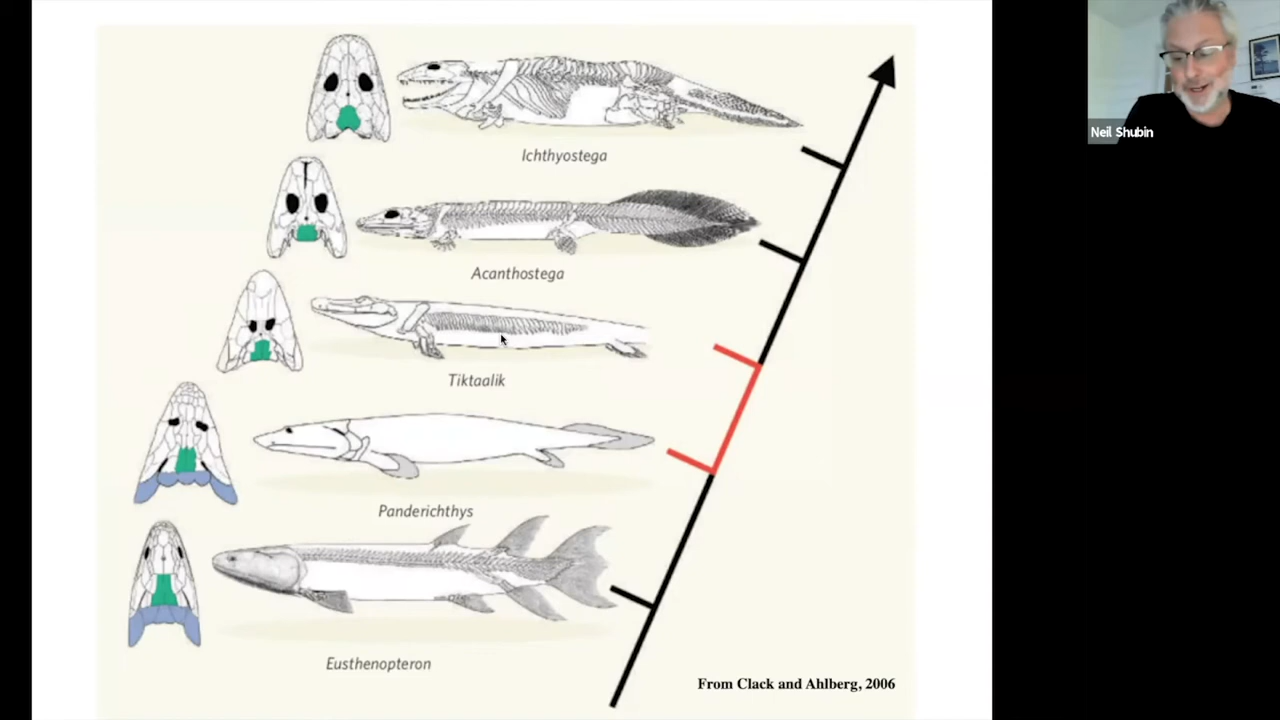 Neil Shubin
Ichthyostega
Acanthostega
Tiktaalik
Panderichthys
Eusthenopteron
From Clack and Ahlberg, 2006